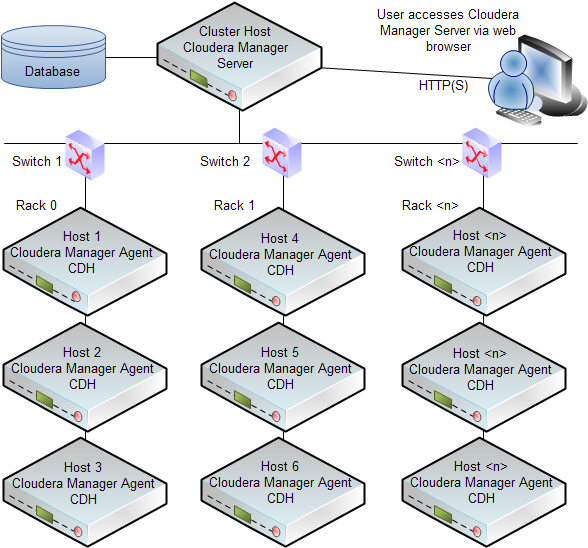 Cluster Host
Cloudera Manager
Server
User accesses Cloudera
Manager Server via web
browser
Database
HTTP(S)
Switch 1
Switch 2
Switch <n>
Rack 0
Rack 1
Rack <n>
Host 1
Cloudera Manager Agent
CDH
Host 4
Cloudera Manager Agent
CDH
Host <n>
Cloudera Manager Agent
CDH
Host 2
Cloudera Manager Agent
CDH
Host 5
Cloudera Manager Agent
CDH
Host <n>
Cloudera Manager Agent
CDH
Host 3
Cloudera Manager Agent
CDH
Host 6
Cloudera Manager Agent
CDH
Host <n>
Cloudera Manager Agent
CDH